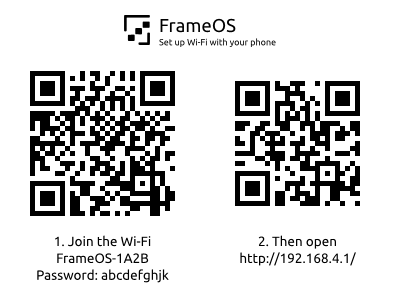 FrameOS
Set up Wi-Fi with your phone
1. Join the Wi-Fi
FrameOS-1A2B
Password: abcdefghjk
2. Then open
http://192.168.4.1/